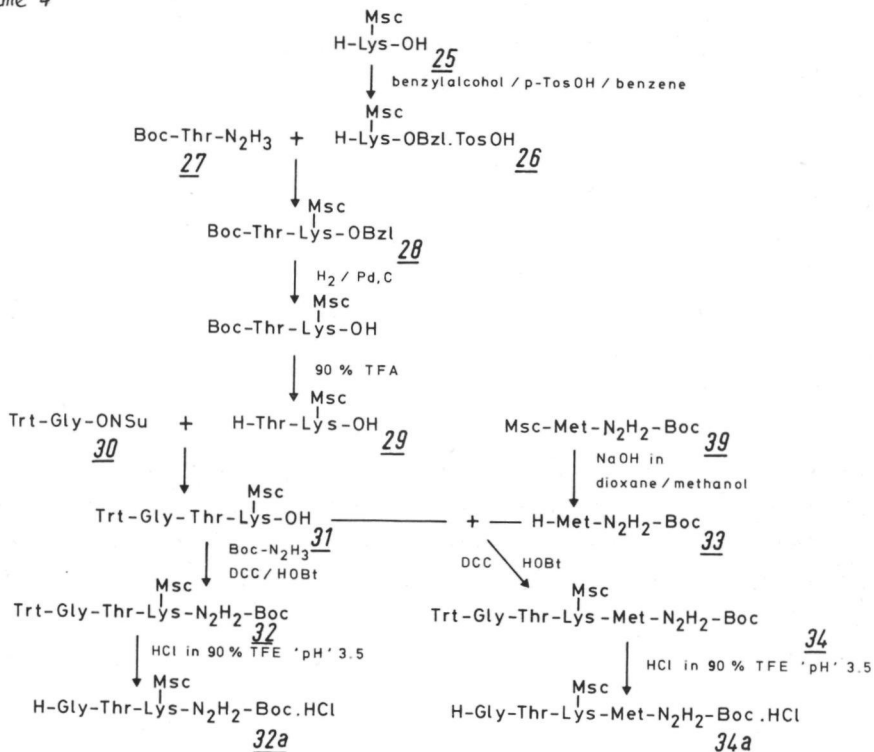 Msc
H-Lys-OH
25
benzylalcohol / p-TosOH / benzene
Msc
Boc-Thr-N2H3 + H-Lys-OBzl.TosOH
27 26
Msc
Boc-Thr-Lys-OBzl
28
H2 / Pd,C
Msc
Boc-Thr-Lys-OH
90 % TFA
Msc
Trt-Gly-ONSu + H-Thr-Lys-OH
30 29
Msc-Met-N2H2-Boc
39
NaOH in
dioxane / methanol
Msc
Trt-Gly-Thr-Lys-OH + H-Met-N2H2-Boc
31 33
Boc-N2H3
DCC / HOBt
DCC HOBt
Msc
Trt-Gly-Thr-Lys-N2H2-Boc
32
Msc
Trt-Gly-Thr-Lys-Met-N2H2-Boc
34
HCl in 90 % TFE 'pH' 3.5
HCl in 90 % TFE 'pH' 3.5
Msc
H-Gly-Thr-Lys-N2H2-Boc.HCl
32a
Msc
H-Gly-Thr-Lys-Met-N2H2-Boc.HCl
34a